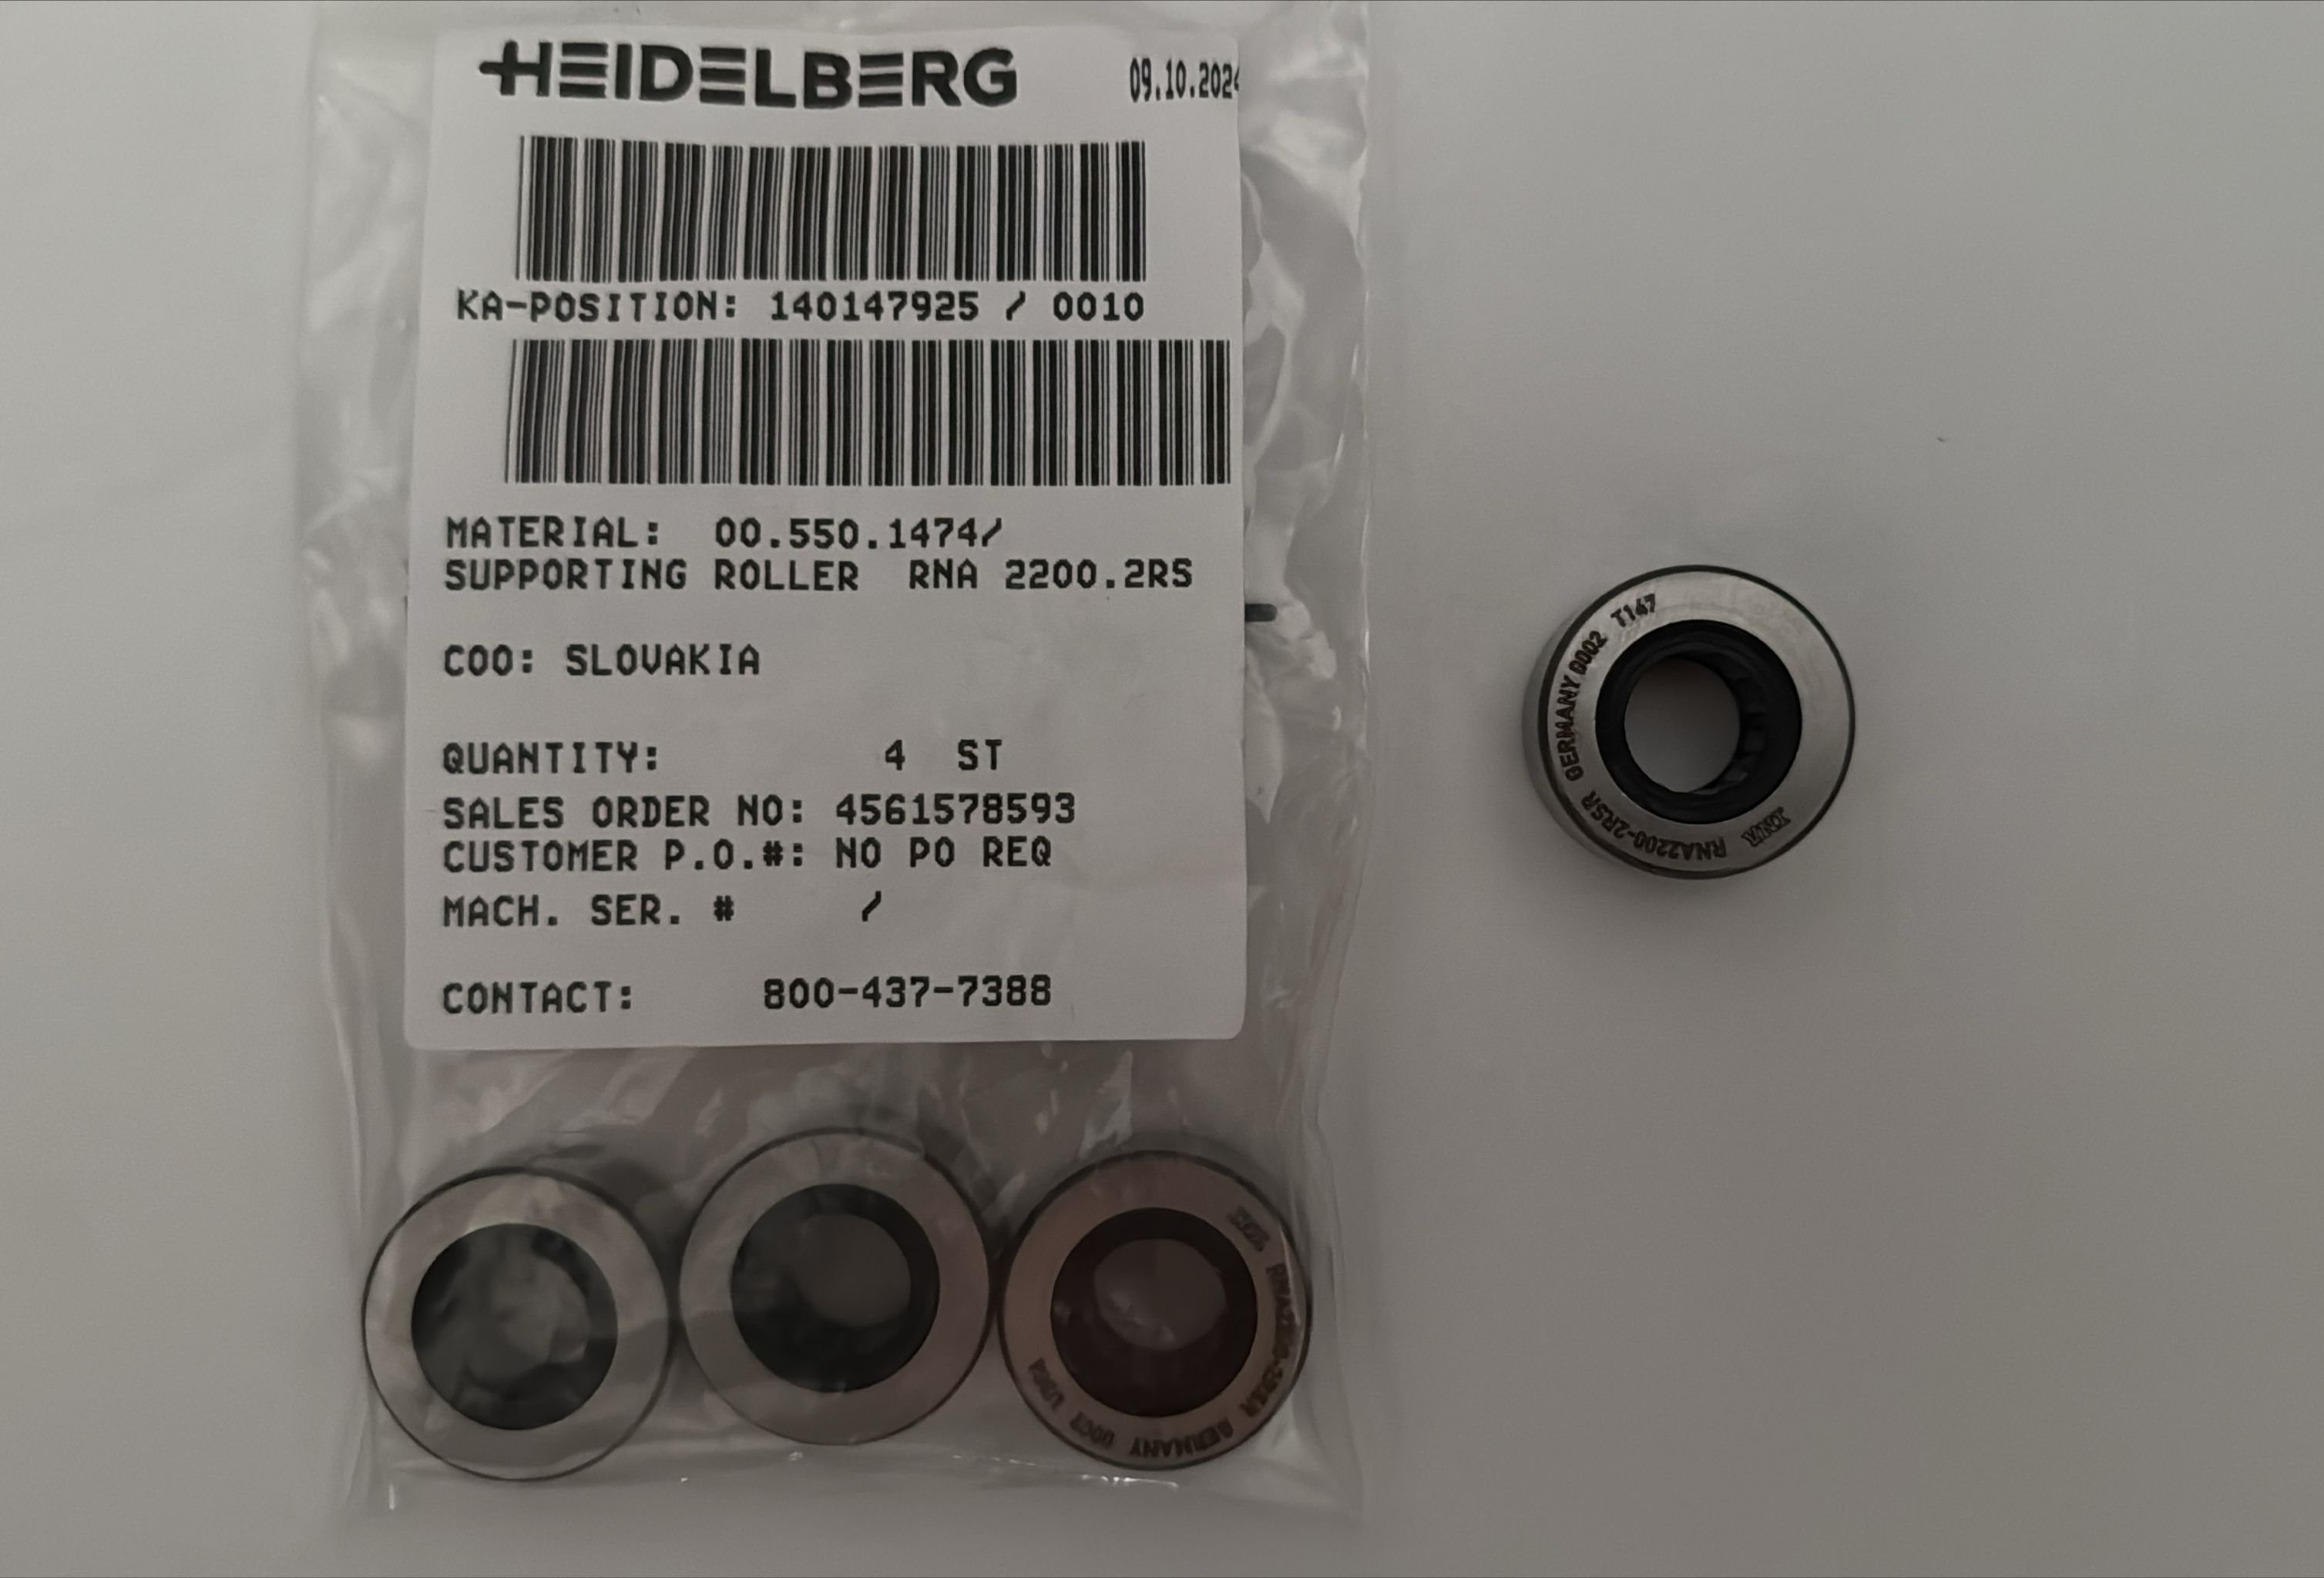 HEIDELBERG
09.10.202
KA-POSITION: 140147925 / 0010
MATERIAL: 00.550.1474/
SUPPORTING ROLLER RNA 2200.2RS
COO: SLOVAKIA
QUANTITY: 4 ST
SALES ORDER NO: 4561578593
CUSTOMER P.O.#: NO PO REQ
MACH. SER. # /
CONTACT: 800-437-7388
INA RNA2200-2RSR GERMANY 0002 T147
GERMANY